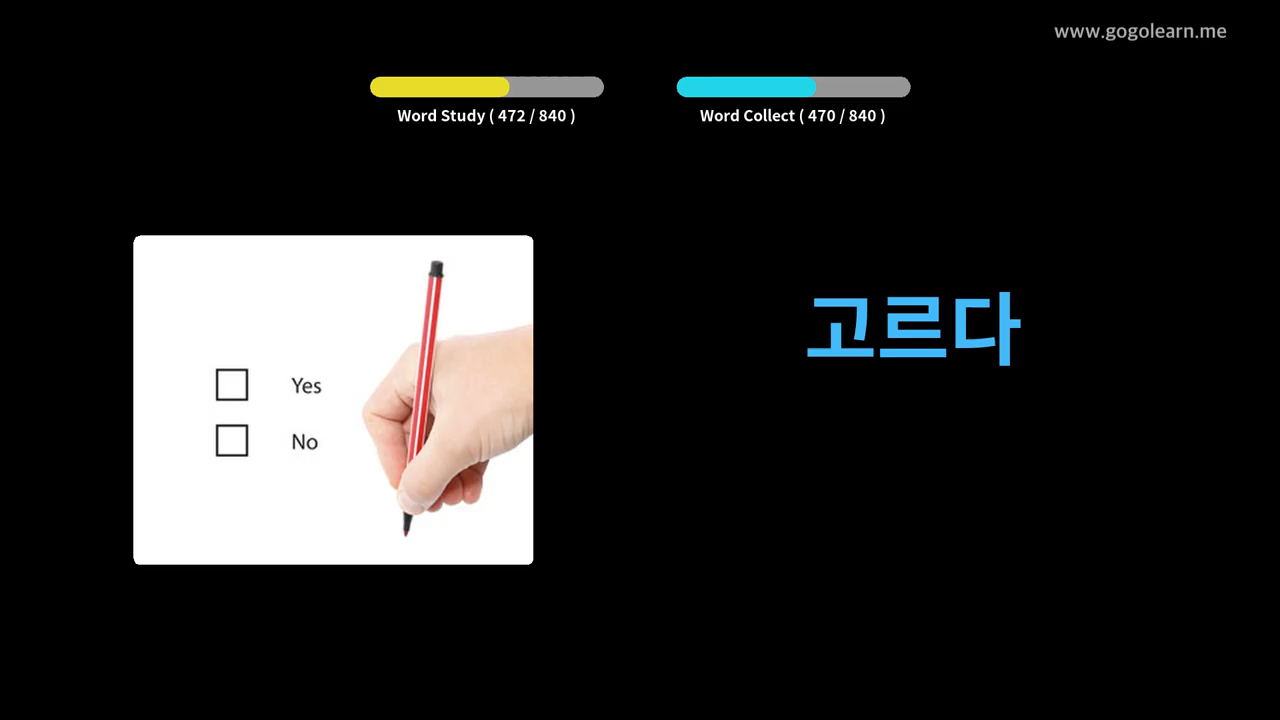 www.gogolearn.me
Word Study ( 472 / 840 )
Word Collect ( 470 / 840 )
고르다
Yes
No